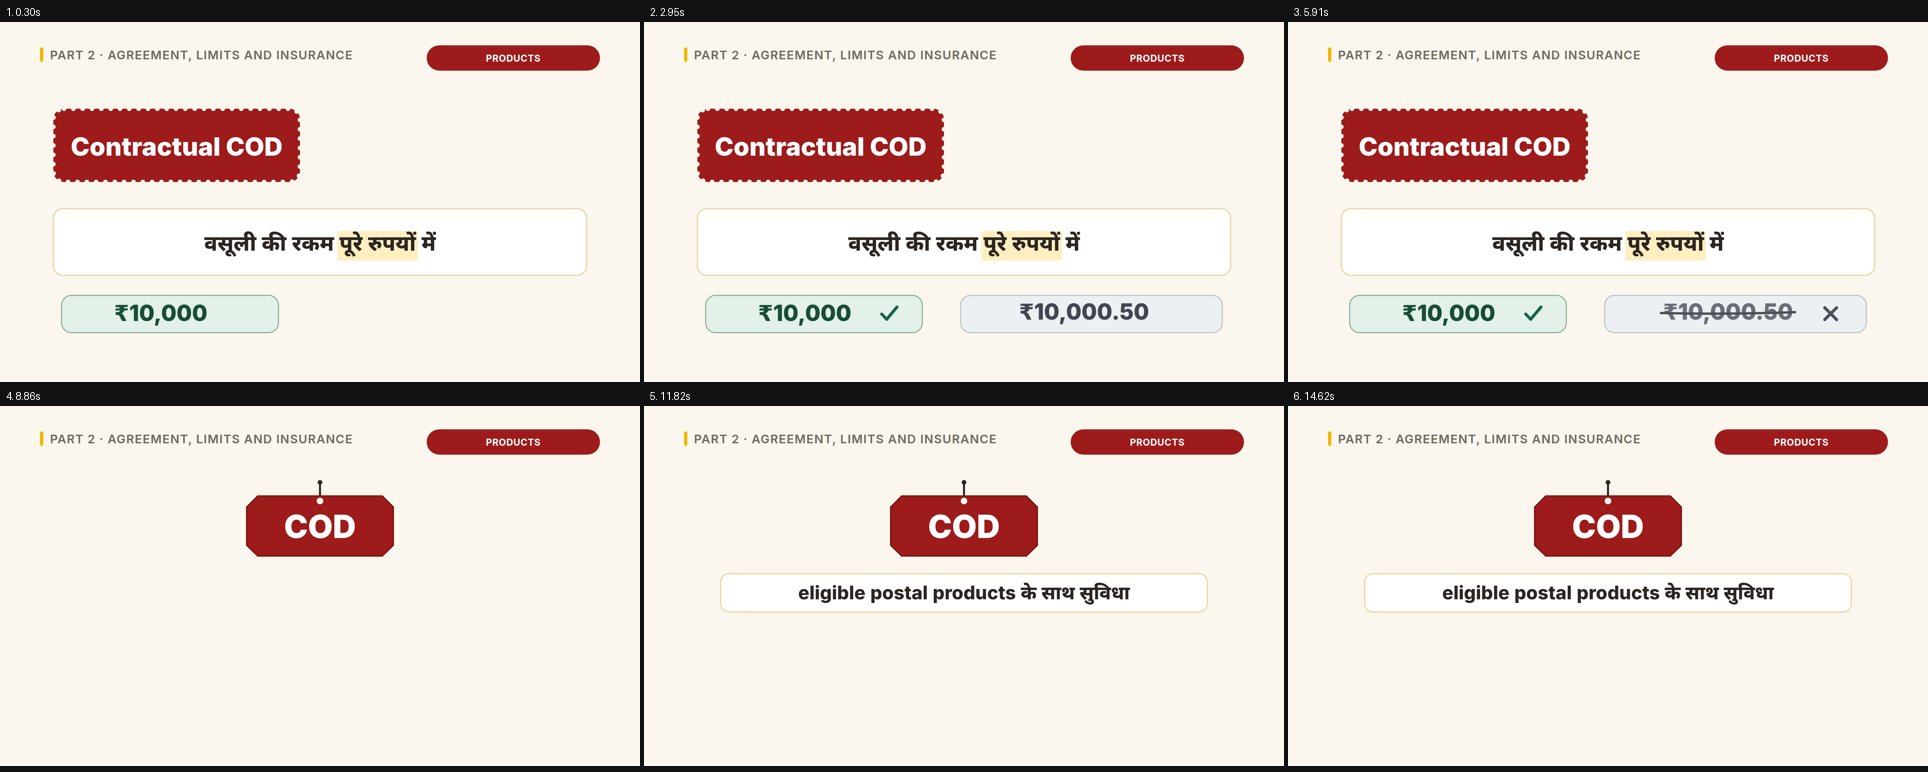 1. 0.30s
PART 2 · AGREEMENT, LIMITS AND INSURANCE
PRODUCTS
Contractual COD
वसूली की रकम पूरे रुपयों में
₹10,000
2. 2.95s
PART 2 · AGREEMENT, LIMITS AND INSURANCE
PRODUCTS
Contractual COD
वसूली की रकम पूरे रुपयों में
₹10,000 ✓ ₹10,000.50
3. 5.91s
PART 2 · AGREEMENT, LIMITS AND INSURANCE
PRODUCTS
Contractual COD
वसूली की रकम पूरे रुपयों में
₹10,000 ✓ ₹10,000.50 ✕
4. 8.86s
PART 2 · AGREEMENT, LIMITS AND INSURANCE
PRODUCTS
COD
5. 11.82s
PART 2 · AGREEMENT, LIMITS AND INSURANCE
PRODUCTS
COD
eligible postal products के साथ सुविधा
6. 14.62s
PART 2 · AGREEMENT, LIMITS AND INSURANCE
PRODUCTS
COD
eligible postal products के साथ सुविधा